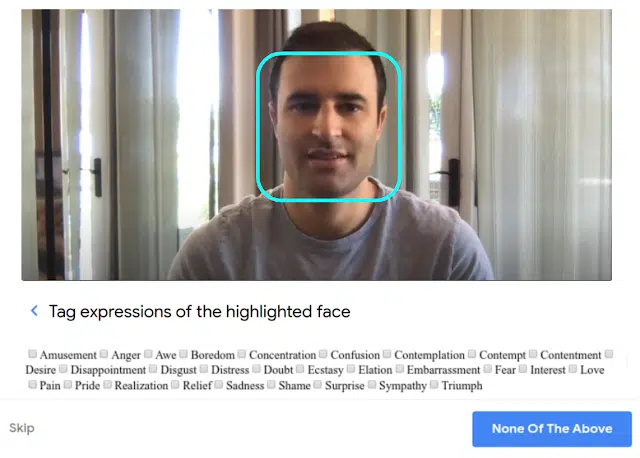 Tag expressions of the highlighted face
Amusement Anger Awe Boredom Concentration Confusion Contemplation Contempt Contentment
Desire Disappointment Disgust Distress Doubt Ecstasy Elation Embarrassment Fear Interest Love
Pain Pride Realization Relief Sadness Shame Surprise Sympathy Triumph
Skip
None Of The Above